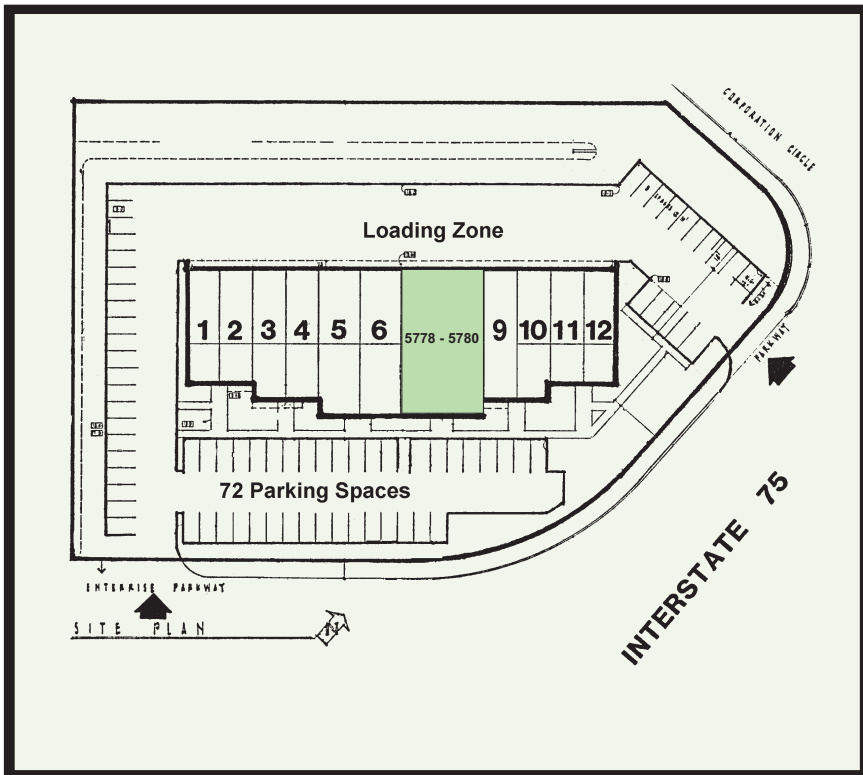 CORPORATION CIRCLE
Loading Zone
1 2 3 4 5 6 5778 - 5780 9 10 11 12
PARKWAY
72 Parking Spaces
INTERSTATE 75
ENTERRISE PARKWAY
SITE PLAN
N